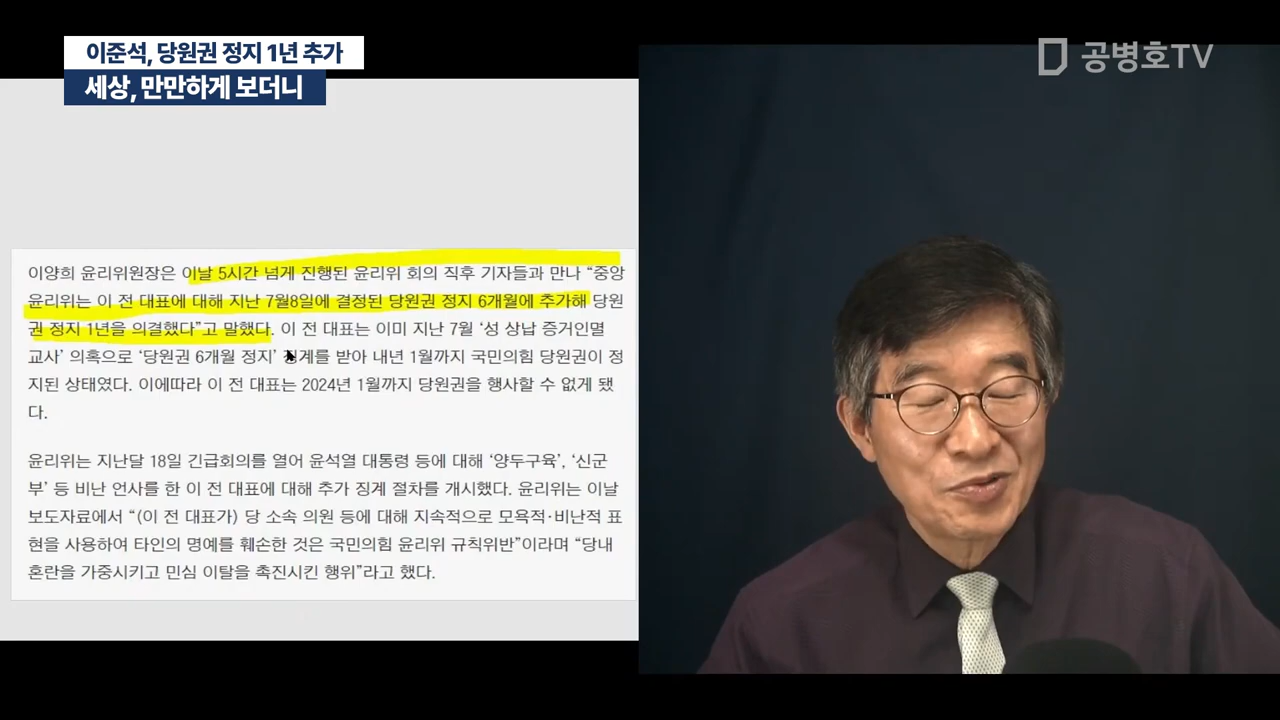 이준석, 당원권 정지 1년 추가
세상, 만만하게 보더니
공병호TV
이양희 윤리위원장은 이날 5시간 넘게 진행된 윤리위 회의 직후 기자들과 만나 “중앙
윤리위는 이 전 대표에 대해 지난 7월8일에 결정된 당원권 정지 6개월에 추가해 당원
권 정지 1년을 의결했다”고 말했다. 이 전 대표는 이미 지난 7월 ‘성 상납 증거인멸
교사’ 의혹으로 ‘당원권 6개월 정지’ 징계를 받아 내년 1월까지 국민의힘 당원권이 정
지된 상태였다. 이에따라 이 전 대표는 2024년 1월까지 당원권을 행사할 수 없게 됐
다.
윤리위는 지난달 18일 긴급회의를 열어 윤석열 대통령 등에 대해 ‘양두구육’, ‘신군
부’ 등 비난 언사를 한 이 전 대표에 대해 추가 징계 절차를 개시했다. 윤리위는 이날
보도자료에서 “(이 전 대표가) 당 소속 의원 등에 대해 지속적으로 모욕적·비난적 표
현을 사용하여 타인의 명예를 훼손한 것은 국민의힘 윤리위 규칙위반”이라며 “당내
혼란을 가중시키고 민심 이탈을 촉진시킨 행위”라고 했다.